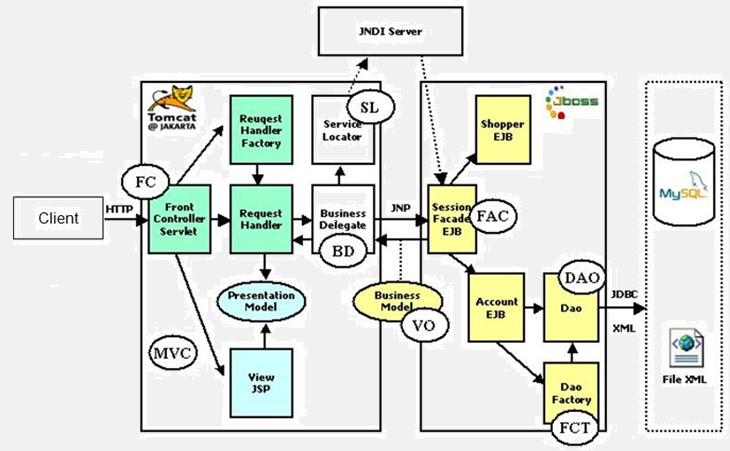 JNDI Server
Tomcat
@ JAKARTA
Reuqest
Handler
Factory
Service
Locator
SL
Jboss
Shopper
EJB
MySQL
FC
Client
HTTP
Front
Controller
Servlet
Request
Handler
Business
Delegate
BD
JNP
Session
Facade
EJB
FAC
Presentation
Model
Business
Model
VO
Account
EJB
Dao
DAO
JDBC
XML
MVC
View
JSP
Dao
Factory
FCT
File XML